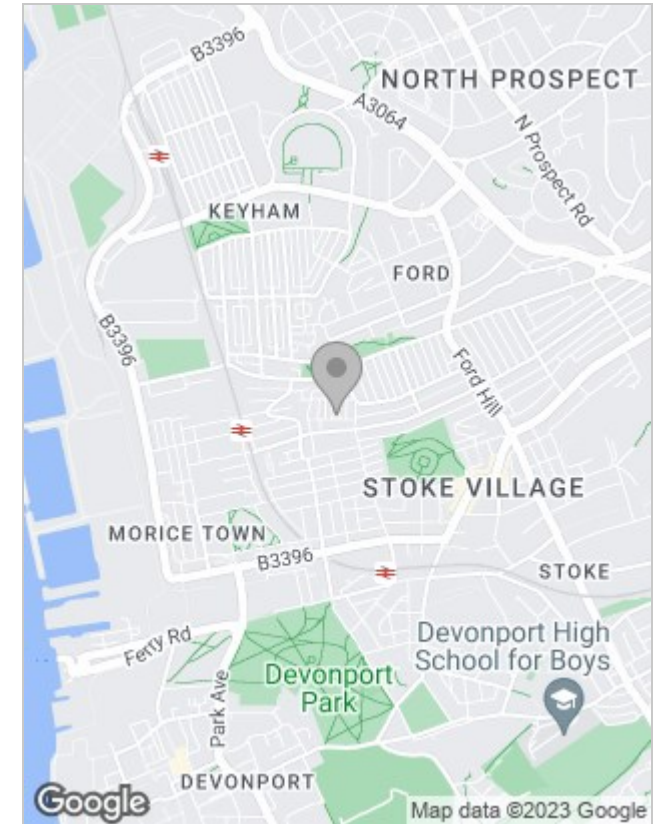 B3396
NORTH PROSPECT
A3064
N Prospect Rd
KEYHAM
FORD
B3396
Ford Hill
STOKE VILLAGE
MORICE TOWN
B3396
STOKE
Ferry Rd
Devonport High
School for Boys
Devonport
Park
Park Ave
DEVONPORT
Google
Map data ©2023 Google